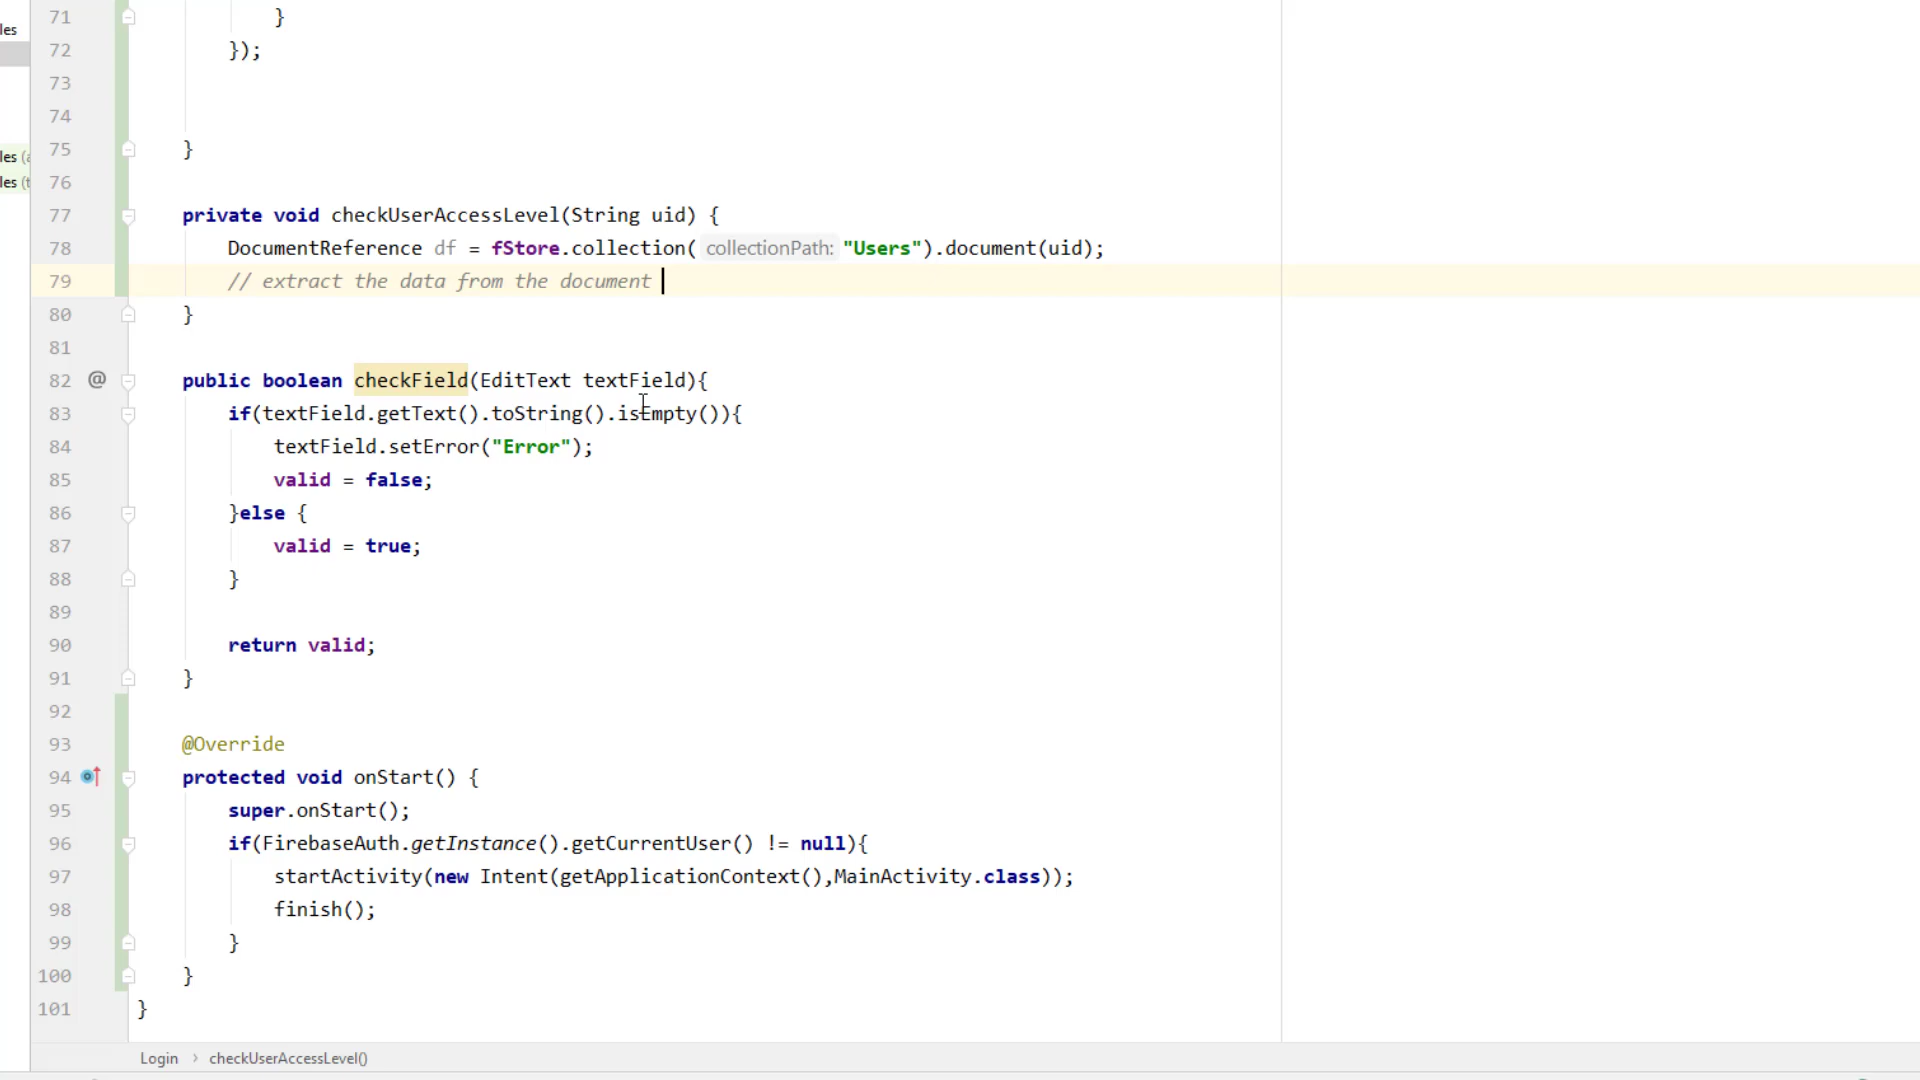 71 }
les
72 });
73
74
75 }
les (a
76
les (t
77 private void checkUserAccessLevel(String uid) {
78 DocumentReference df = fStore.collection( collectionPath: "Users").document(uid);
79 // extract the data from the document
80 }
81
82 @ public boolean checkField(EditText textField){
83 if(textField.getText().toString().isEmpty()){
84 textField.setError("Error");
85 valid = false;
86 }else {
87 valid = true;
88 }
89
90 return valid;
91 }
92
93 @Override
94 protected void onStart() {
95 super.onStart();
96 if(FirebaseAuth.getInstance().getCurrentUser() != null){
97 startActivity(new Intent(getApplicationContext(),MainActivity.class));
98 finish();
99 }
100 }
101 }
Login › checkUserAccessLevel()